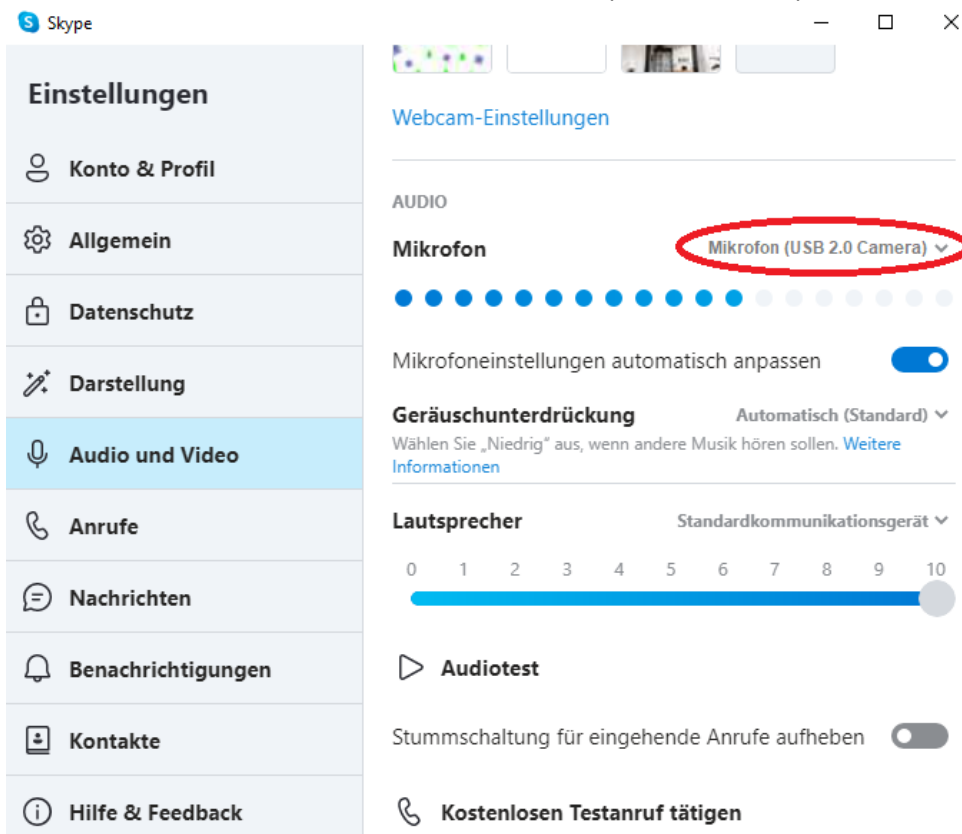 Skype
Einstellungen
Konto & Profil
Allgemein
Datenschutz
Darstellung
Audio und Video
Anrufe
Nachrichten
Benachrichtigungen
Kontakte
Hilfe & Feedback
Webcam-Einstellungen
AUDIO
Mikrofon Mikrofon (USB 2.0 Camera)
Mikrofoneinstellungen automatisch anpassen
Geräuschunterdrückung Automatisch (Standard)
Wählen Sie „Niedrig" aus, wenn andere Musik hören sollen. Weitere
Informationen
Lautsprecher Standardkommunikationsgerät
0 1 2 3 4 5 6 7 8 9 10
Audiotest
Stummschaltung für eingehende Anrufe aufheben
Kostenlosen Testanruf tätigen